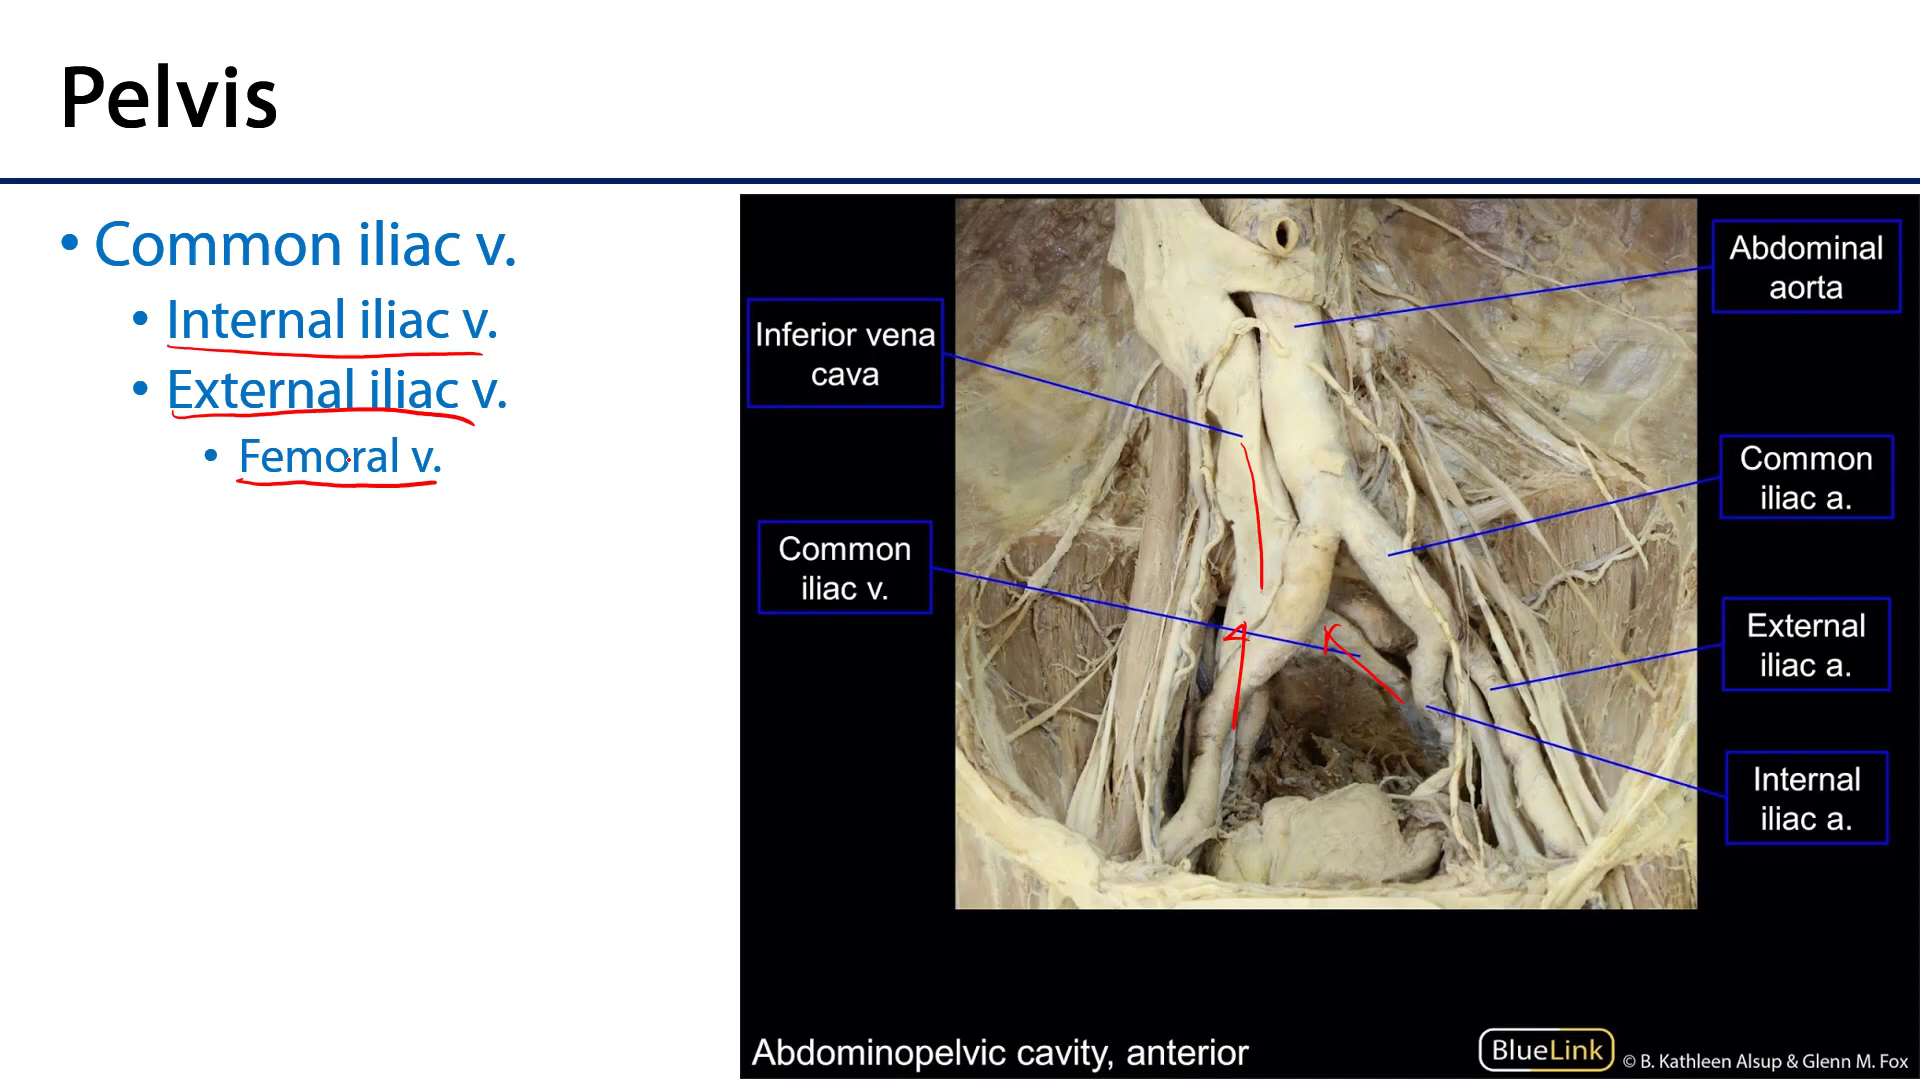 Pelvis
• Common iliac v.
• Internal iliac v.
• External iliac v.
• Femoral v.
Abdominal
aorta
Inferior vena
cava
Common
iliac a.
Common
iliac v.
External
iliac a.
Internal
iliac a.
Abdominopelvic cavity, anterior
BlueLink
© B. Kathleen Alsup & Glenn M. Fox